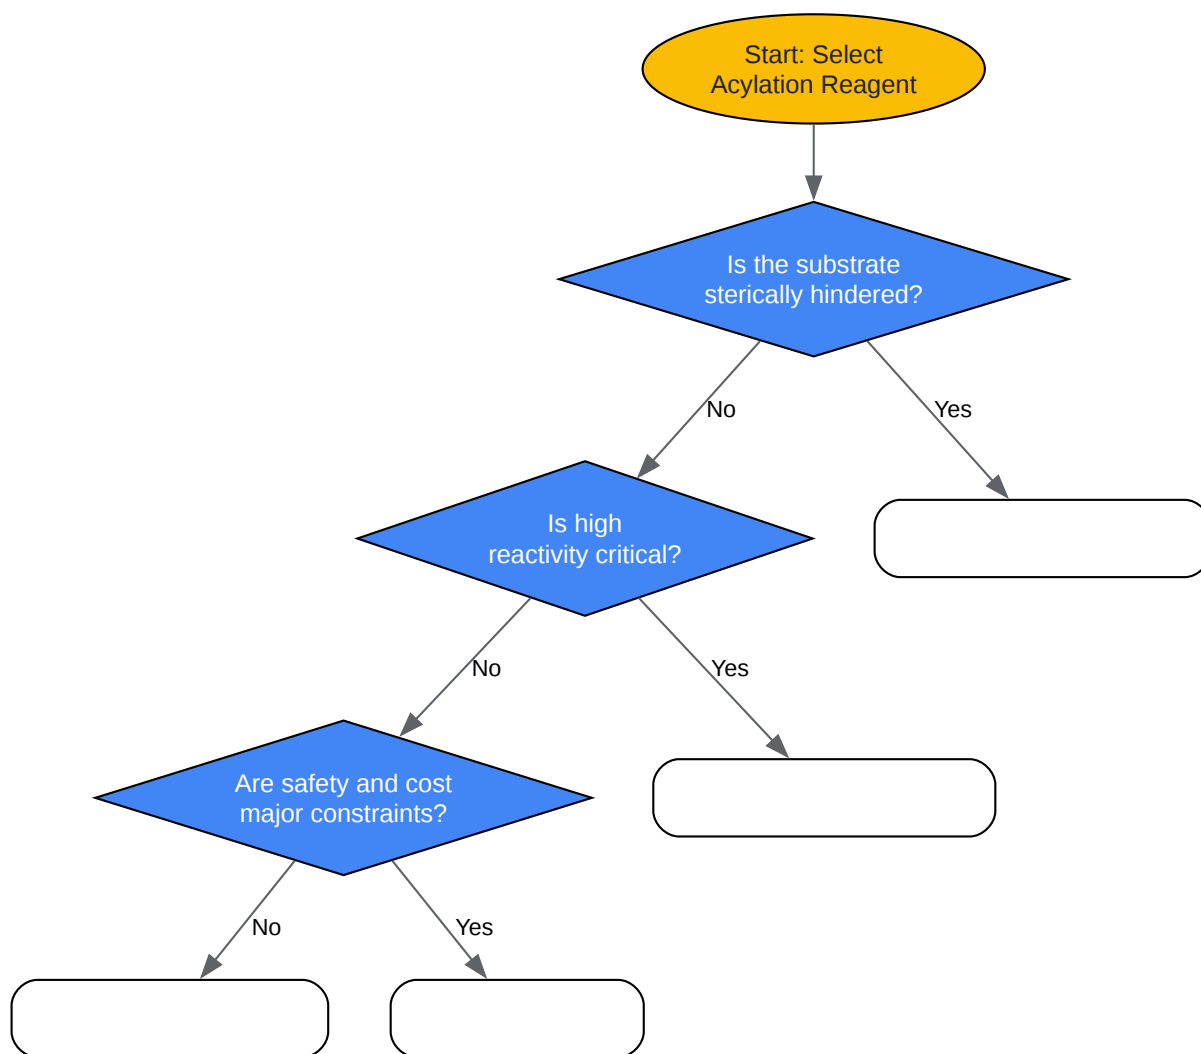 Start: Select
Acylation Reagent
Is the substrate
sterically hindered?
No
Yes
Is high
reactivity critical?
No
Yes
Are safety and cost
major constraints?
No
Yes